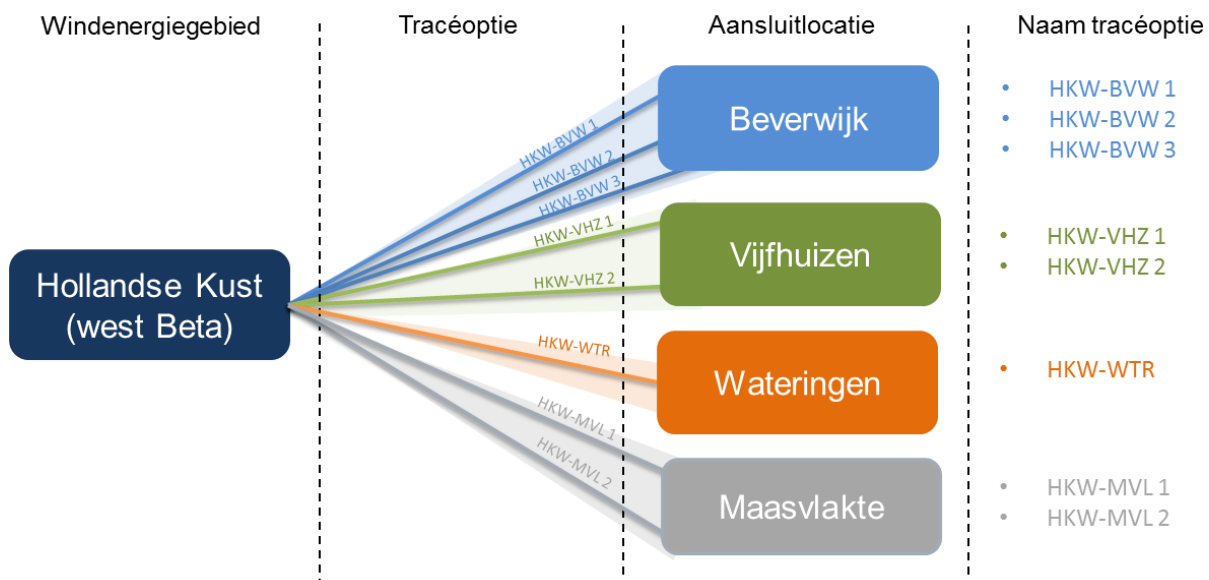 Windenergiegebied
Tracéoptie
Aansluitlocatie
Naam tracéoptie
Hollandse Kust
(west Beta)
HKW-BVW 1
HKW-BVW 2
HKW-BVW 3
HKW-VHZ 1
HKW-VHZ 2
HKW-WTR
HKW-MVL 1
HKW-MVL 2
Beverwijk
Vijfhuizen
Wateringen
Maasvlakte
• HKW-BVW 1
• HKW-BVW 2
• HKW-BVW 3
• HKW-VHZ 1
• HKW-VHZ 2
• HKW-WTR
• HKW-MVL 1
• HKW-MVL 2